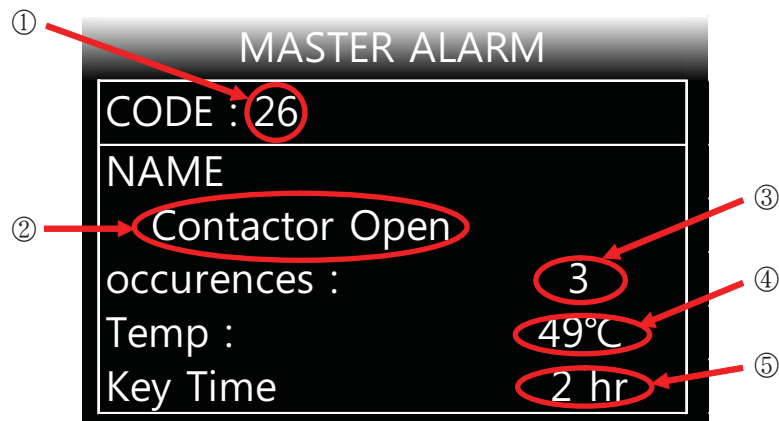 ①
MASTER ALARM
CODE : 26
NAME
② Contactor Open
③
occurences : 3
④
Temp : 49℃
⑤
Key Time 2 hr